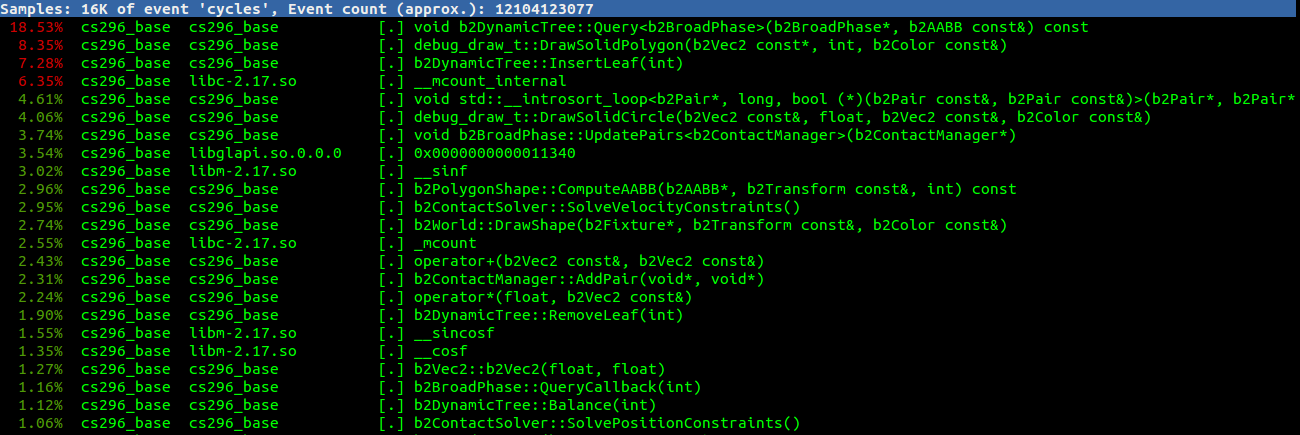 Samples: 16K of event 'cycles', Event count (approx.): 12104123077
18.53% cs296_base cs296_base [.] void b2DynamicTree::Query<b2BroadPhase>(b2BroadPhase*, b2AABB const&) const
8.35% cs296_base cs296_base [.] debug_draw_t::DrawSolidPolygon(b2Vec2 const*, int, b2Color const&)
7.28% cs296_base cs296_base [.] b2DynamicTree::InsertLeaf(int)
6.35% cs296_base libc-2.17.so [.] __mcount_internal
4.61% cs296_base cs296_base [.] void std::__introsort_loop<b2Pair*, long, bool (*)(b2Pair const&, b2Pair const&)>(b2Pair*, b2Pair*
4.06% cs296_base cs296_base [.] debug_draw_t::DrawSolidCircle(b2Vec2 const&, float, b2Vec2 const&, b2Color const&)
3.74% cs296_base cs296_base [.] void b2BroadPhase::UpdatePairs<b2ContactManager>(b2ContactManager*)
3.54% cs296_base libglapi.so.0.0.0 [.] 0x0000000000011340
3.02% cs296_base libm-2.17.so [.] __sinf
2.96% cs296_base cs296_base [.] b2PolygonShape::ComputeAABB(b2AABB*, b2Transform const&, int) const
2.95% cs296_base cs296_base [.] b2ContactSolver::SolveVelocityConstraints()
2.74% cs296_base cs296_base [.] b2World::DrawShape(b2Fixture*, b2Transform const&, b2Color const&)
2.55% cs296_base libc-2.17.so [.] _mcount
2.43% cs296_base cs296_base [.] operator+(b2Vec2 const&, b2Vec2 const&)
2.31% cs296_base cs296_base [.] b2ContactManager::AddPair(void*, void*)
2.24% cs296_base cs296_base [.] operator*(float, b2Vec2 const&)
1.90% cs296_base cs296_base [.] b2DynamicTree::RemoveLeaf(int)
1.55% cs296_base libm-2.17.so [.] __sincosf
1.35% cs296_base libm-2.17.so [.] __cosf
1.27% cs296_base cs296_base [.] b2Vec2::b2Vec2(float, float)
1.16% cs296_base cs296_base [.] b2BroadPhase::QueryCallback(int)
1.12% cs296_base cs296_base [.] b2DynamicTree::Balance(int)
1.06% cs296_base cs296_base [.] b2ContactSolver::SolvePositionConstraints()